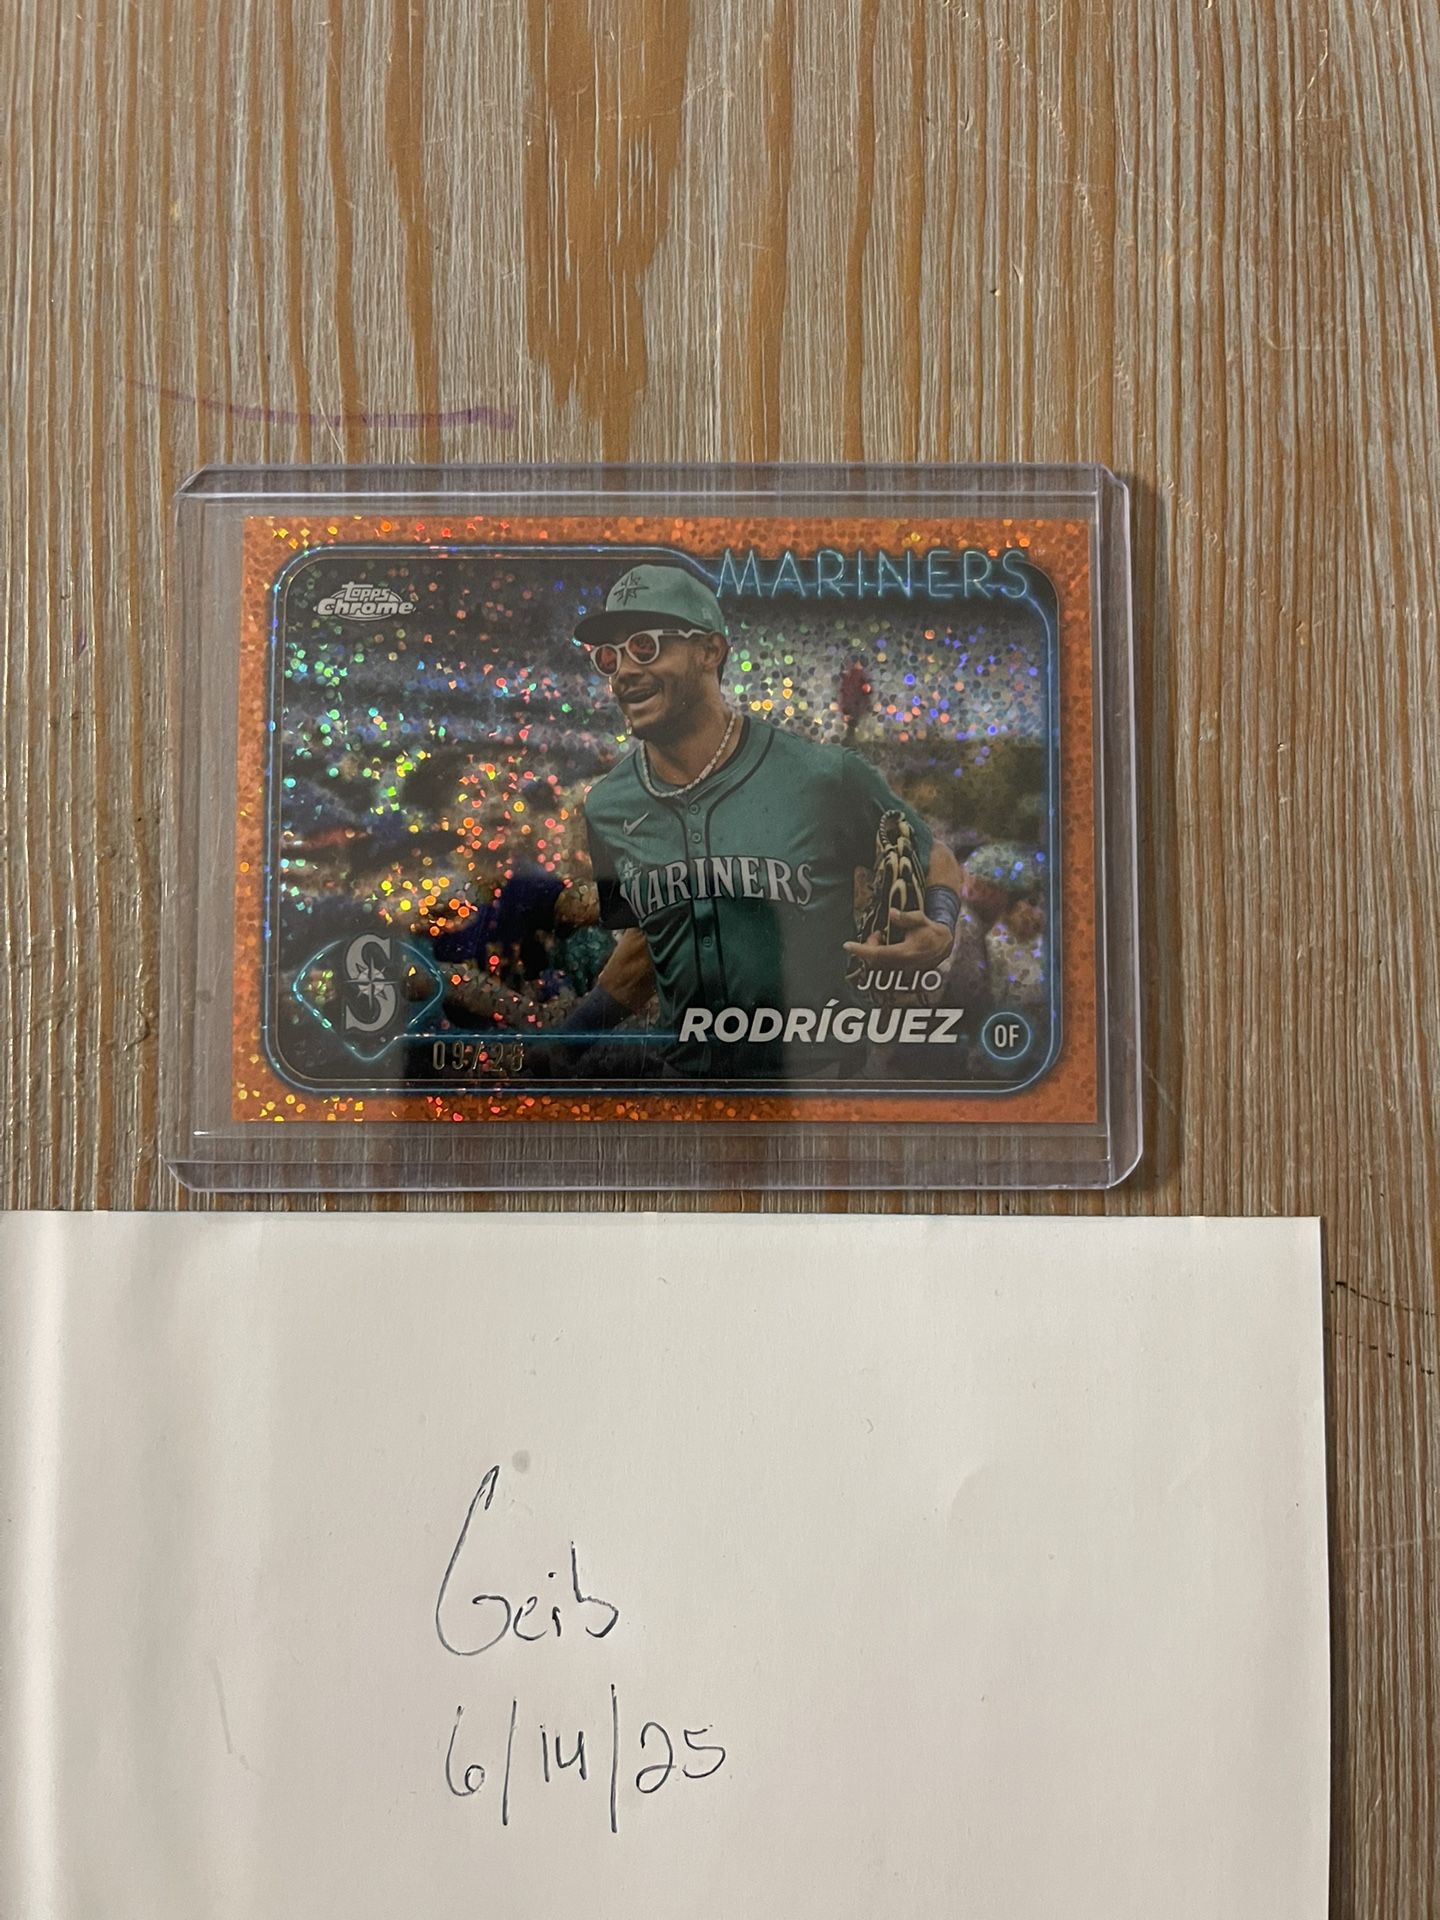 MARINERS
Topps
Chrome
MARINERS
S
JULIO
RODRÍGUEZ
OF
Geib
6/14/25